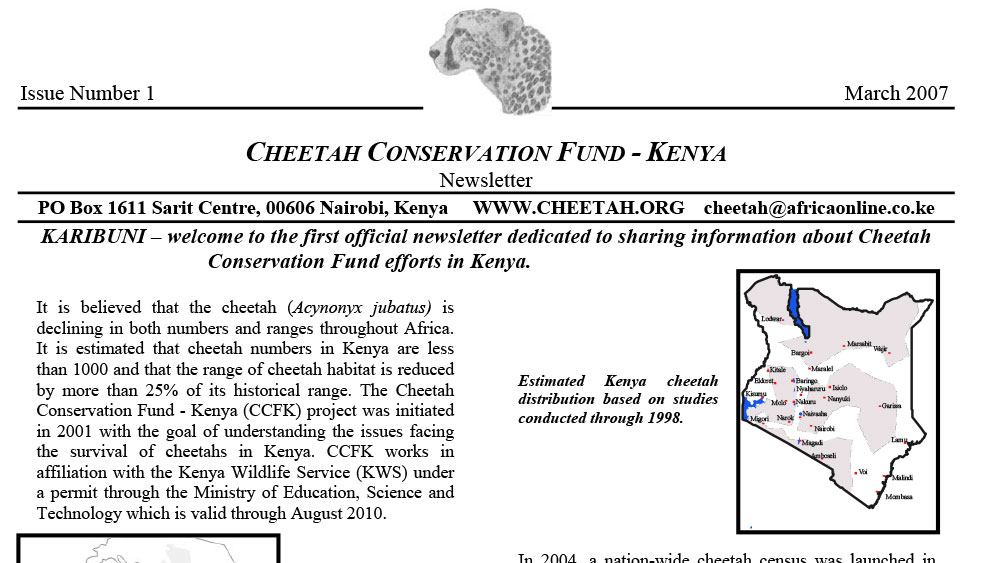 Issue Number 1
March 2007
CHEETAH CONSERVATION FUND - KENYA
Newsletter
PO Box 1611 Sarit Centre, 00606 Nairobi, Kenya WWW.CHEETAH.ORG cheetah@africaonline.co.ke
KARIBUNI – welcome to the first official newsletter dedicated to sharing information about Cheetah
Conservation Fund efforts in Kenya.
It is believed that the cheetah (Acynonyx jubatus) is
declining in both numbers and ranges throughout Africa.
It is estimated that cheetah numbers in Kenya are less
than 1000 and that the range of cheetah habitat is reduced
by more than 25% of its historical range. The Cheetah
Conservation Fund - Kenya (CCFK) project was initiated
in 2001 with the goal of understanding the issues facing
the survival of cheetahs in Kenya. CCFK works in
affiliation with the Kenya Wildlife Service (KWS) under
a permit through the Ministry of Education, Science and
Technology which is valid through August 2010.
Estimated Kenya cheetah
distribution based on studies
conducted through 1998.
Lodwar
Marsabit
Wajir
Kitale
Maralel
Baringo
Isiolo
Nyahururu
Kisumu
Nanyuki
Nakuru
Garissa
Naivasha
Migori
Narok
Nairobi
Magadi
Lamu
Amboseli
Voi
Malindi
Mombasa
In 2004, a nation-wide cheetah census was launched in